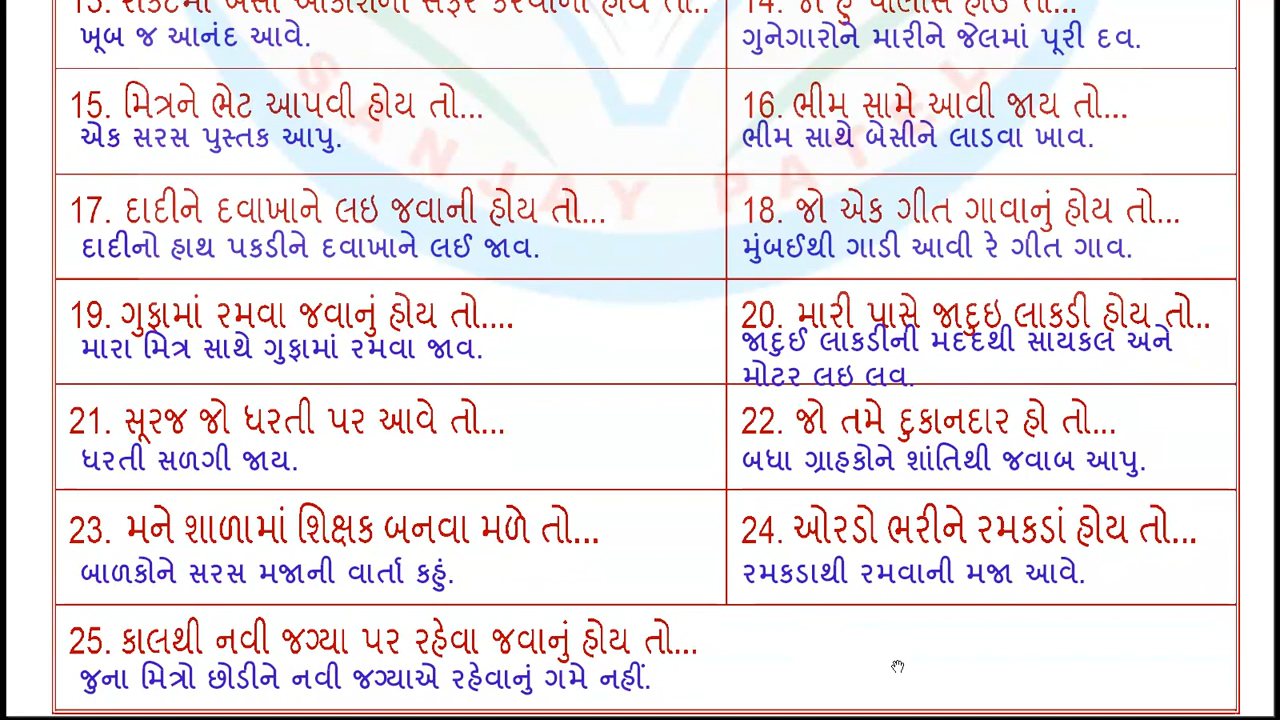 ખૂબ જ આનંદ આવે.
ગુનેગારોને મારીને જેલમાં પૂરી દવ.
15. મિત્રને ભેટ આપવી હોય તો...
એક સરસ પુસ્તક આપુ.
16. ભીમ સામે આવી જાય તો...
ભીમ સાથે બેસીને લાડવા ખાવ.
17. દાદીને દવાખાને લઇ જવાની હોય તો...
દાદીનો હાથ પકડીને દવાખાને લઈ જાવ.
18. જો એક ગીત ગાવાનું હોય તો...
મુંબઈથી ગાડી આવી રે ગીત ગાવ.
19. ગુફામાં રમવા જવાનું હોય તો....
મારા મિત્ર સાથે ગુફામાં રમવા જાવ.
20. મારી પાસે જાદુઇ લાકડી હોય તો..
જાદુઈ લાકડીની મદદથી સાયકલ અને
મોટર લઇ લવ.
21. સૂરજ જો ધરતી પર આવે તો...
ધરતી સળગી જાય.
22. જો તમે દુકાનદાર હો તો...
બધા ગ્રાહકોને શાંતિથી જવાબ આપુ.
23. મને શાળામાં શિક્ષક બનવા મળે તો...
બાળકોને સરસ મજાની વાર્તા કહું.
24. ઓરડો ભરીને રમકડાં હોય તો...
રમકડાથી રમવાની મજા આવે.
25. કાલથી નવી જગ્યા પર રહેવા જવાનું હોય તો...
જુના મિત્રો છોડીને નવી જગ્યાએ રહેવાનું ગમે નહીં.
SANJAY PATEL